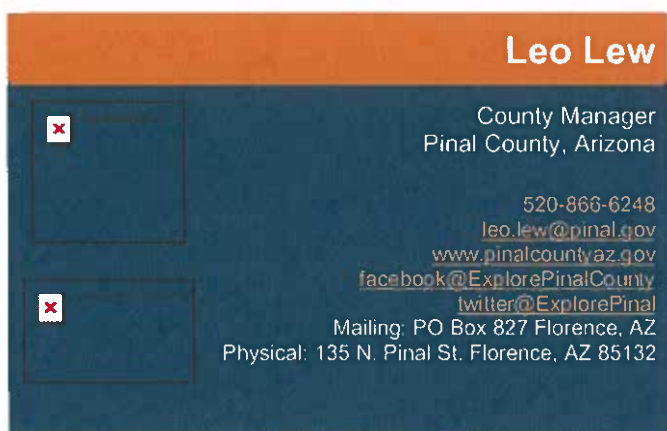 Leo Lew
County Manager
Pinal County, Arizona
520-866-6248
leo.lew@pinal.gov
www.pinalcountyaz.gov
facebook@ExplorePinalCounty
twitter@ExplorePinal
Mailing: PO Box 827 Florence, AZ
Physical: 135 N. Pinal St. Florence, AZ 85132